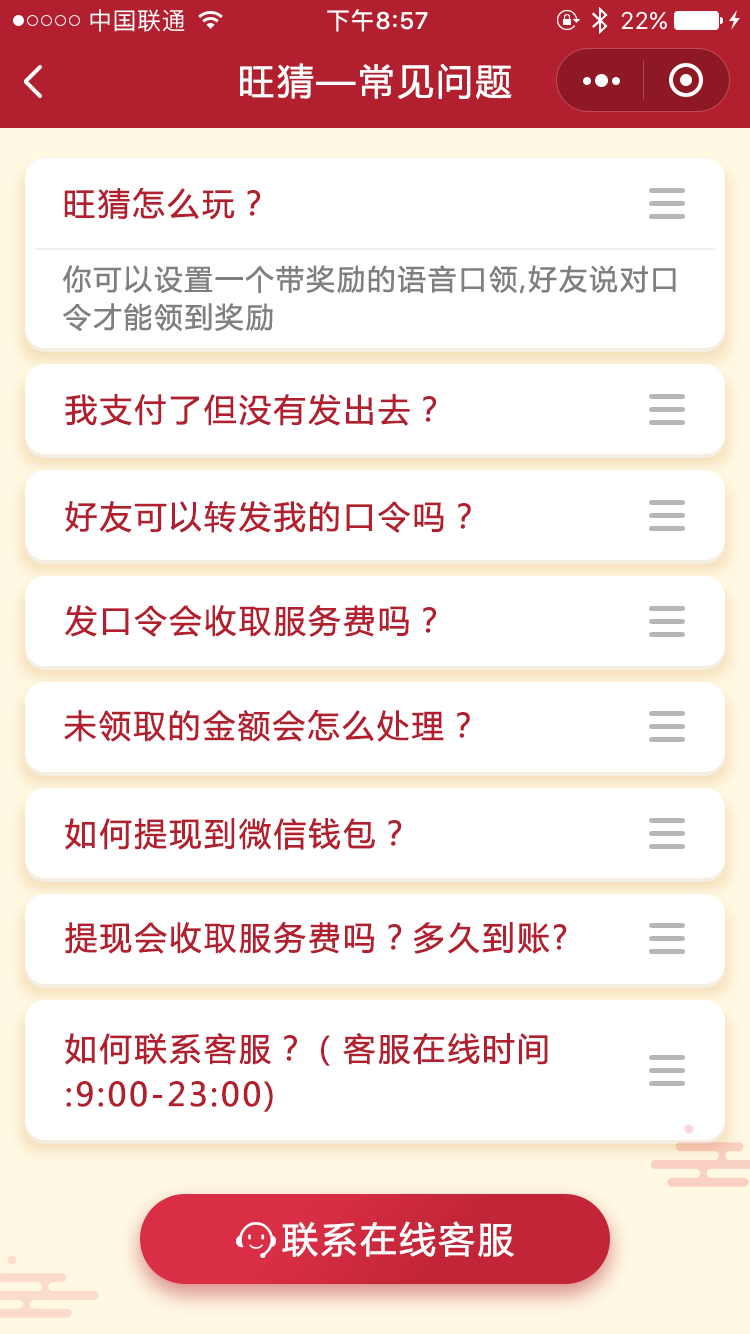 中国联通
下午8:57
22%
旺猜—常见问题
旺猜怎么玩？
你可以设置一个带奖励的语音口领,好友说对口
令才能领到奖励
我支付了但没有发出去？
好友可以转发我的口令吗？
发口令会收取服务费吗？
未领取的金额会怎么处理？
如何提现到微信钱包？
提现会收取服务费吗？多久到账?
如何联系客服？（客服在线时间
:9:00-23:00)
联系在线客服